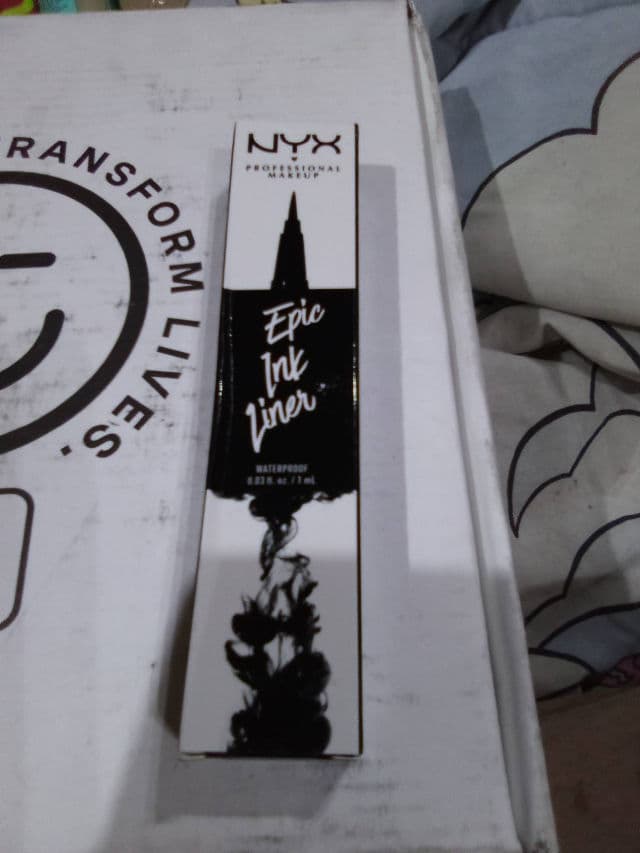 RANSFORM LIVES.
NYX
PROFESSIONAL
MAKEUP
Epic
Ink
Liner
WATERPROOF
0.03 fl. oz. / 1 mL